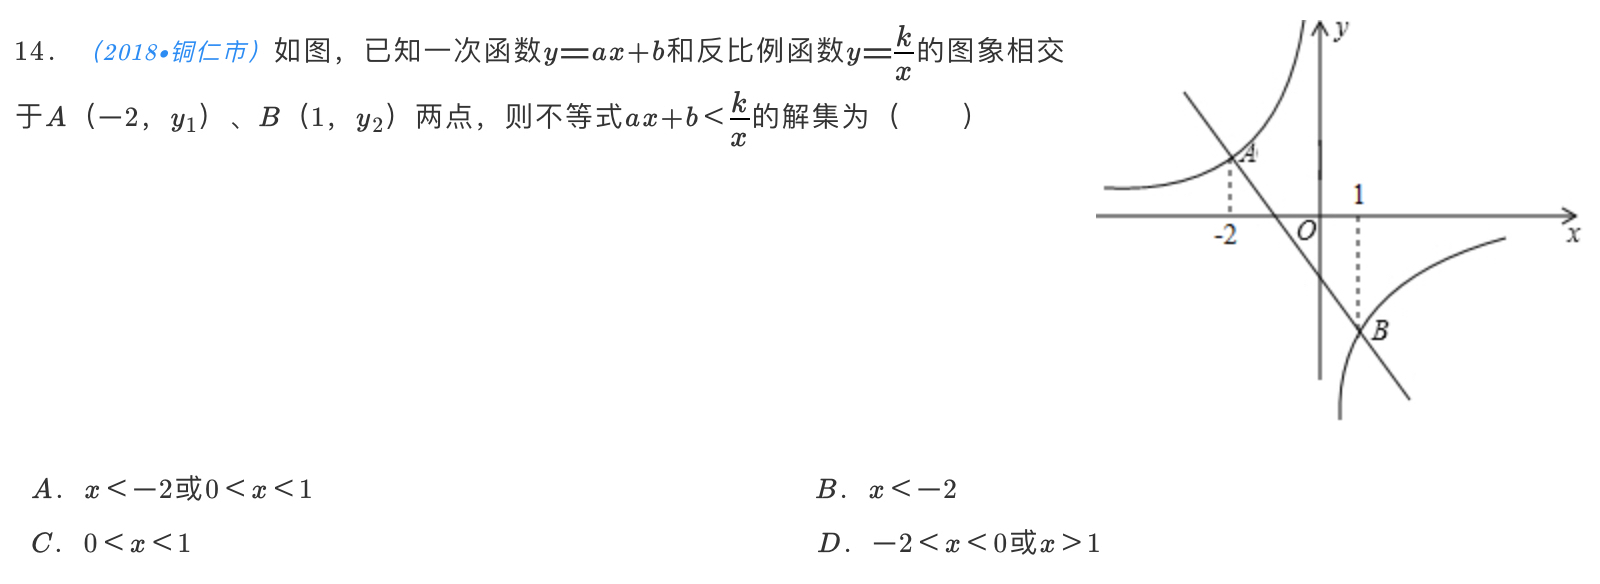 14. （2018•铜仁市）如图，已知一次函数y=ax+b和反比例函数y=k/x的图象相交
于A（−2，y₁）、B（1，y₂）两点，则不等式ax+b<k/x的解集为（　　）
y
A
1
-2
O
x
B
A. x<−2或0<x<1
B. x<−2
C. 0<x<1
D. −2<x<0或x>1